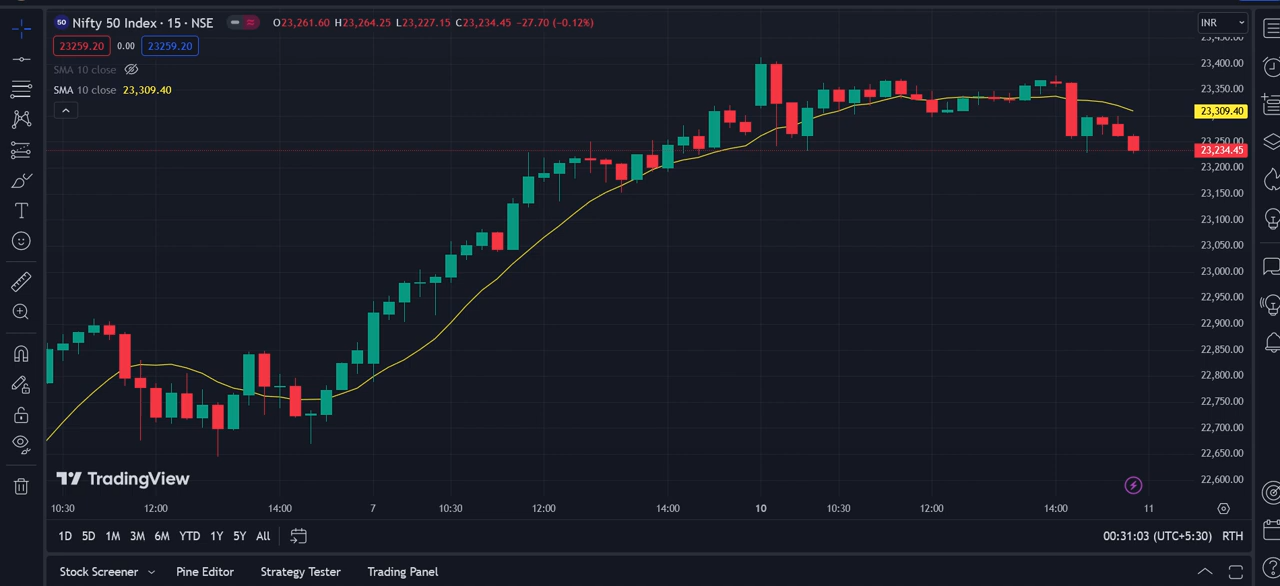 50 Nifty 50 Index · 15 · NSE O23,261.60 H23,264.25 L23,227.15 C23,234.45 −27.70 (−0.12%) INR
23259.20 0.00 23259.20
SMA 10 close
SMA 10 close 23,309.40
23,450.00
23,400.00
23,350.00
23,309.40
23,250.00
23,234.45
23,200.00
23,150.00
23,100.00
23,050.00
23,000.00
22,950.00
22,900.00
22,850.00
22,800.00
22,750.00
22,700.00
22,650.00
22,600.00
TradingView
10:30 12:00 14:00 7 10:30 12:00 14:00 10 10:30 12:00 14:00 11
1D 5D 1M 3M 6M YTD 1Y 5Y All 00:31:03 (UTC+5:30) RTH
Stock Screener Pine Editor Strategy Tester Trading Panel